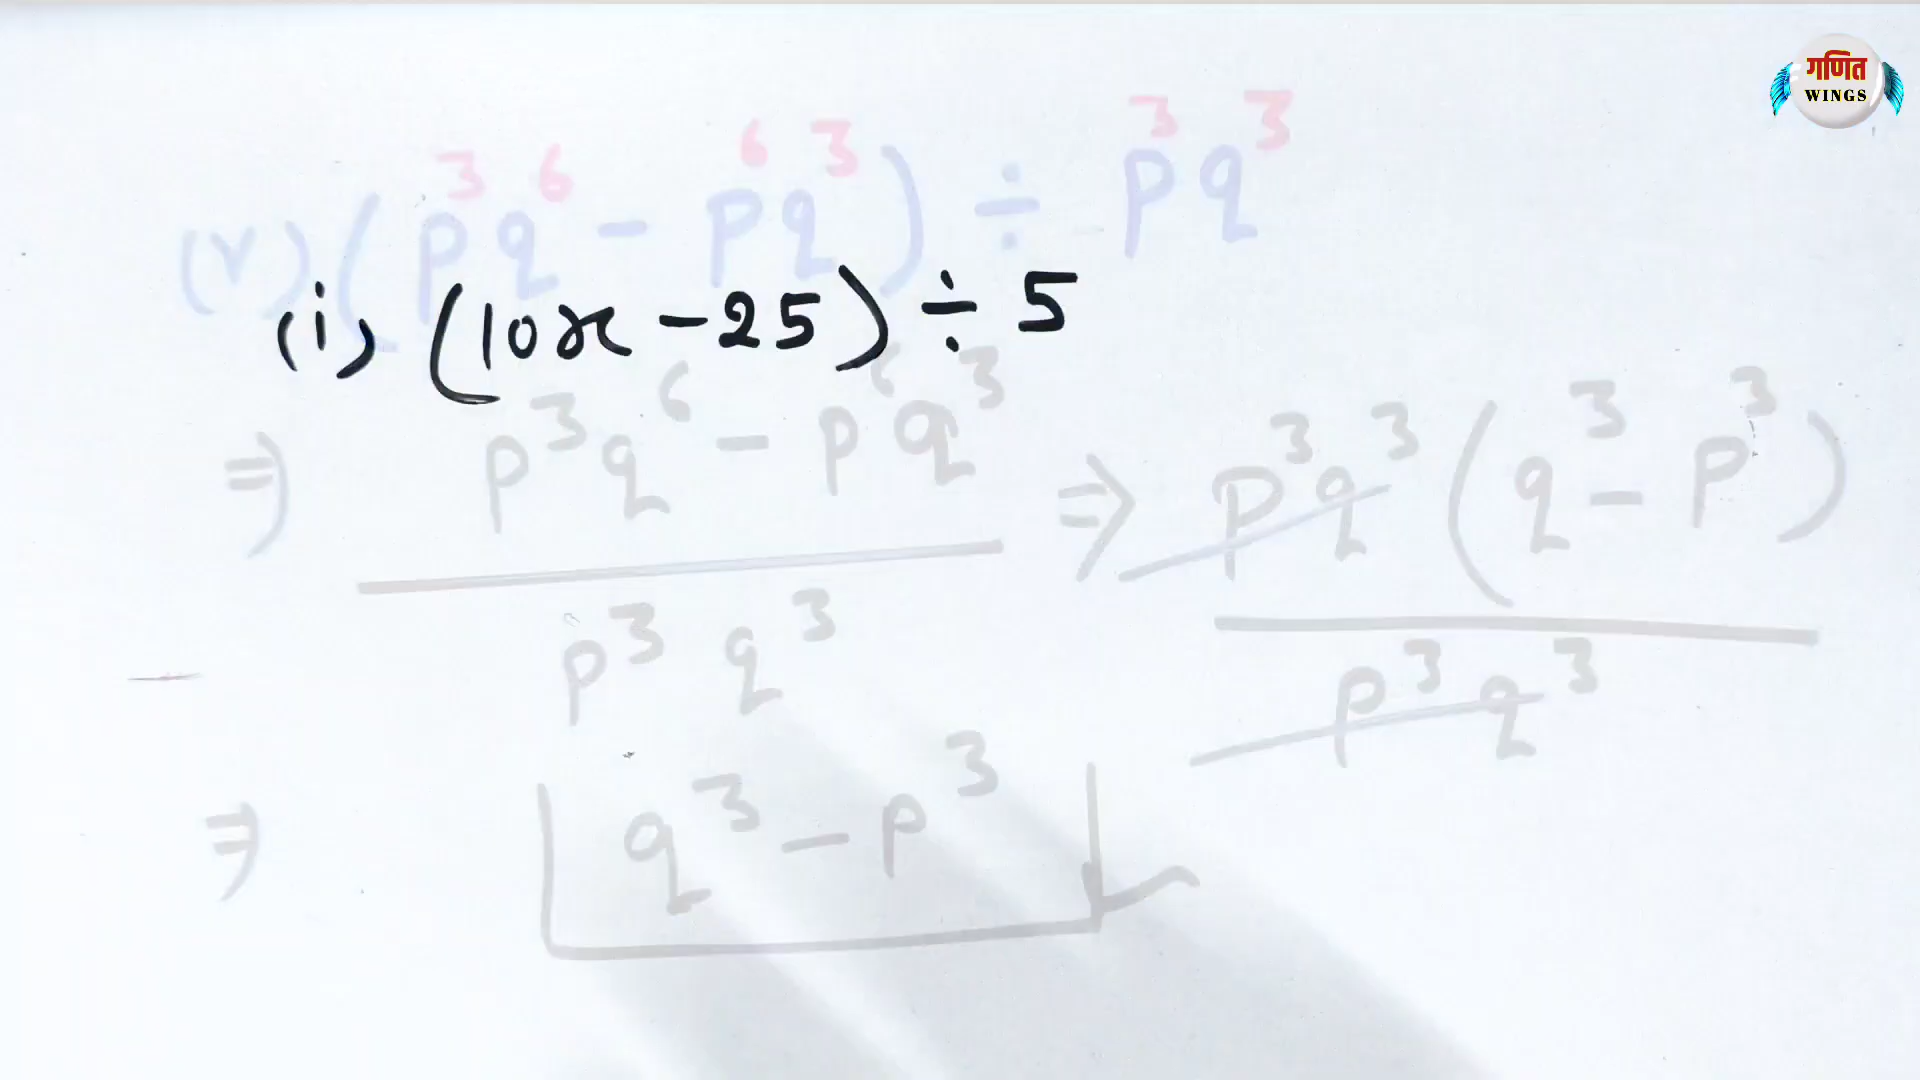 गणित
WINGS
(v) (p³q⁶ - p⁶q³) ÷ p³q³
(i) (10x - 25) ÷ 5
⇒ p³q⁶ - p⁶q³ ⇒ p³q³(q³ - p³)
p³q³ p³q³
⇒ q³ - p³